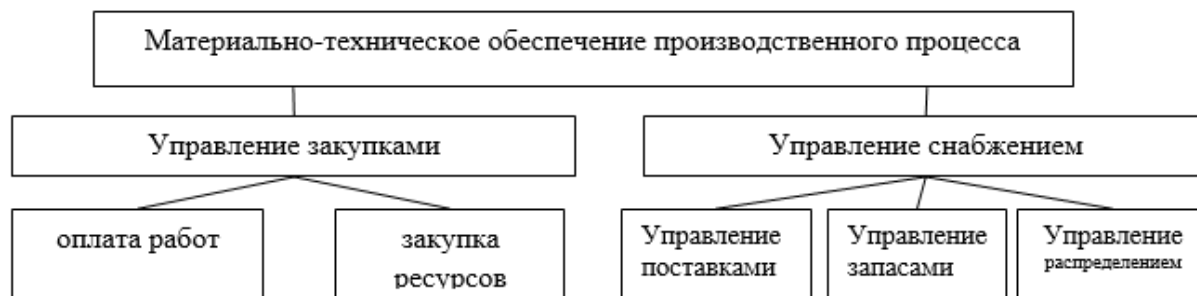 Материально-техническое обеспечение производственного процесса
Управление закупками
Управление снабжением
оплата работ
закупка
ресурсов
Управление
поставками
Управление
запасами
Управление
распределением